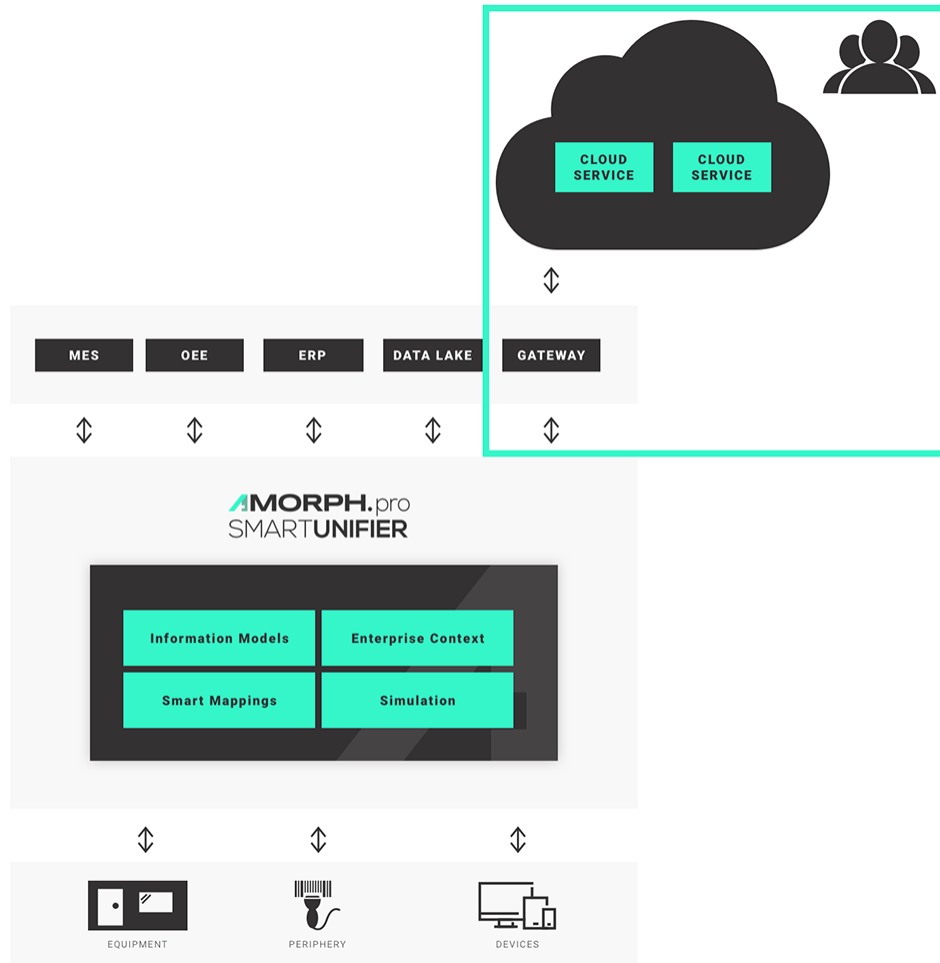 CLOUD
SERVICE
CLOUD
SERVICE
MES
OEE
ERP
DATA LAKE
GATEWAY
AMORPH.pro
SMARTUNIFIER
Information Models
Enterprise Context
Smart Mappings
Simulation
EQUIPMENT
PERIPHERY
DEVICES